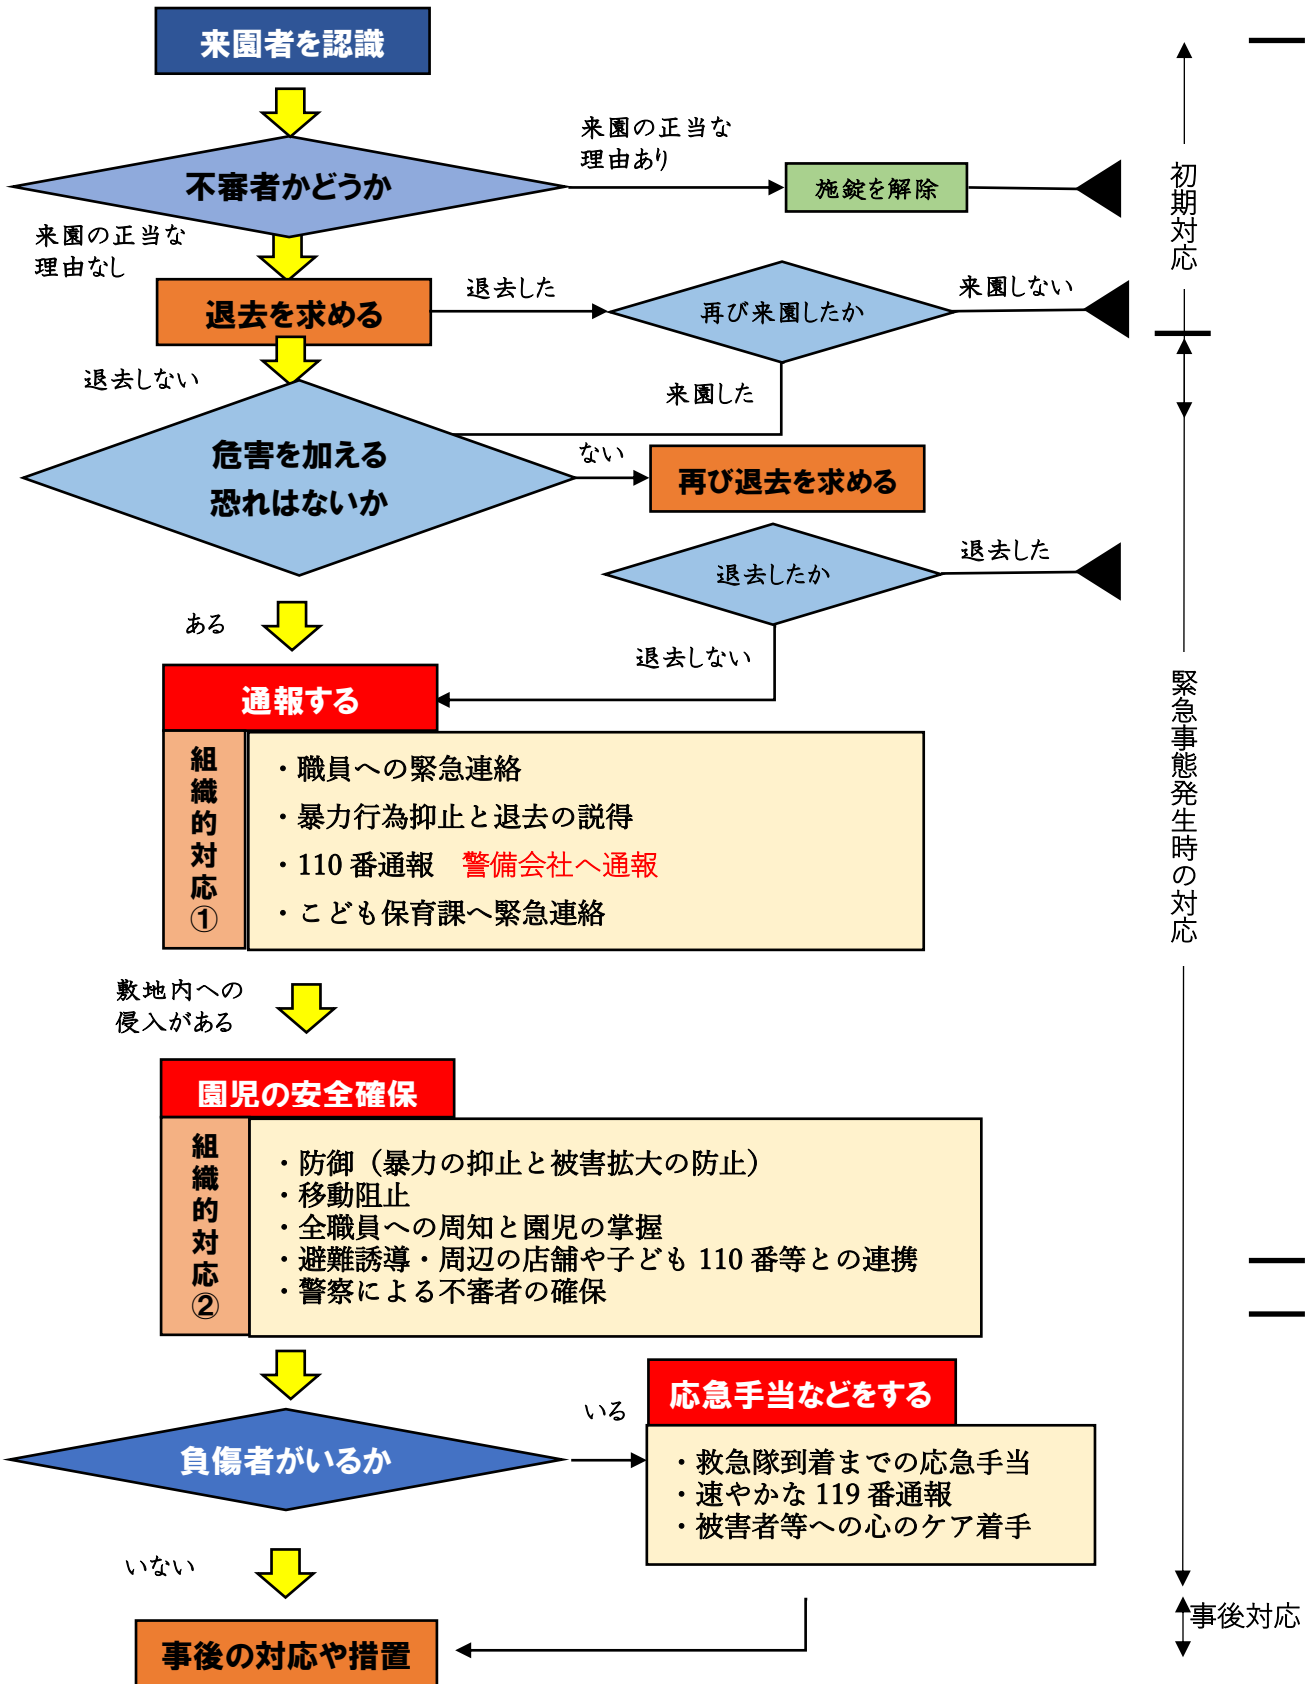 来園者を認識
不審者かどうか
来園の正当な
理由あり
施錠を解除
来園の正当な
理由なし
退去を求める
退去した
再び来園したか
来園しない
初期対応
退去しない
来園した
危害を加える
恐れはないか
ない
再び退去を求める
退去したか
退去した
ある
退去しない
通報する
組織的対応①
・職員への緊急連絡
・暴力行為抑止と退去の説得
・110 番通報　警備会社へ通報
・こども保育課へ緊急連絡
緊急事態発生時の対応
敷地内への
侵入がある
園児の安全確保
組織的対応②
・防御（暴力の抑止と被害拡大の防止）
・移動阻止
・全職員への周知と園児の掌握
・避難誘導・周辺の店舗や子ども 110 番等との連携
・警察による不審者の確保
負傷者がいるか
いる
応急手当などをする
・救急隊到着までの応急手当
・速やかな 119 番通報
・被害者等への心のケア着手
いない
事後の対応や措置
事後対応